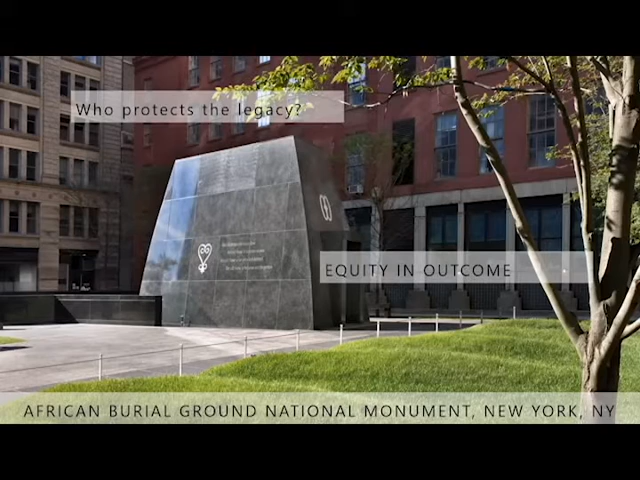 Who protects the legacy?
EQUITY IN OUTCOME
AFRICAN BURIAL GROUND NATIONAL MONUMENT, NEW YORK, NY